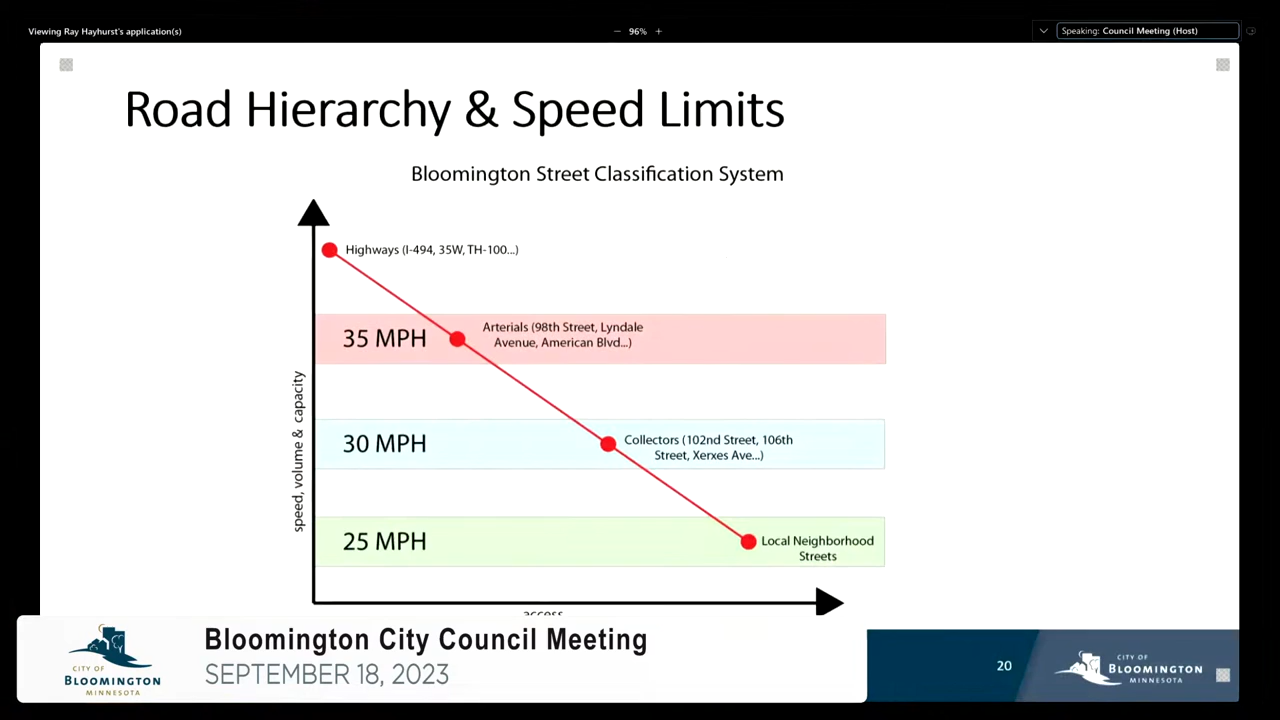 Viewing Ray Hayhurst's application(s)
− 96% +
Speaking: Council Meeting (Host)
Road Hierarchy & Speed Limits
Bloomington Street Classification System
Highways (I-494, 35W, TH-100...)
35 MPH
Arterials (98th Street, Lyndale
Avenue, American Blvd...)
speed, volume & capacity
30 MPH
Collectors (102nd Street, 106th
Street, Xerxes Ave...)
25 MPH
Local Neighborhood
Streets
access
Bloomington City Council Meeting
SEPTEMBER 18, 2023
CITY OF
BLOOMINGTON
MINNESOTA
20
CITY OF
BLOOMINGTON
MINNESOTA